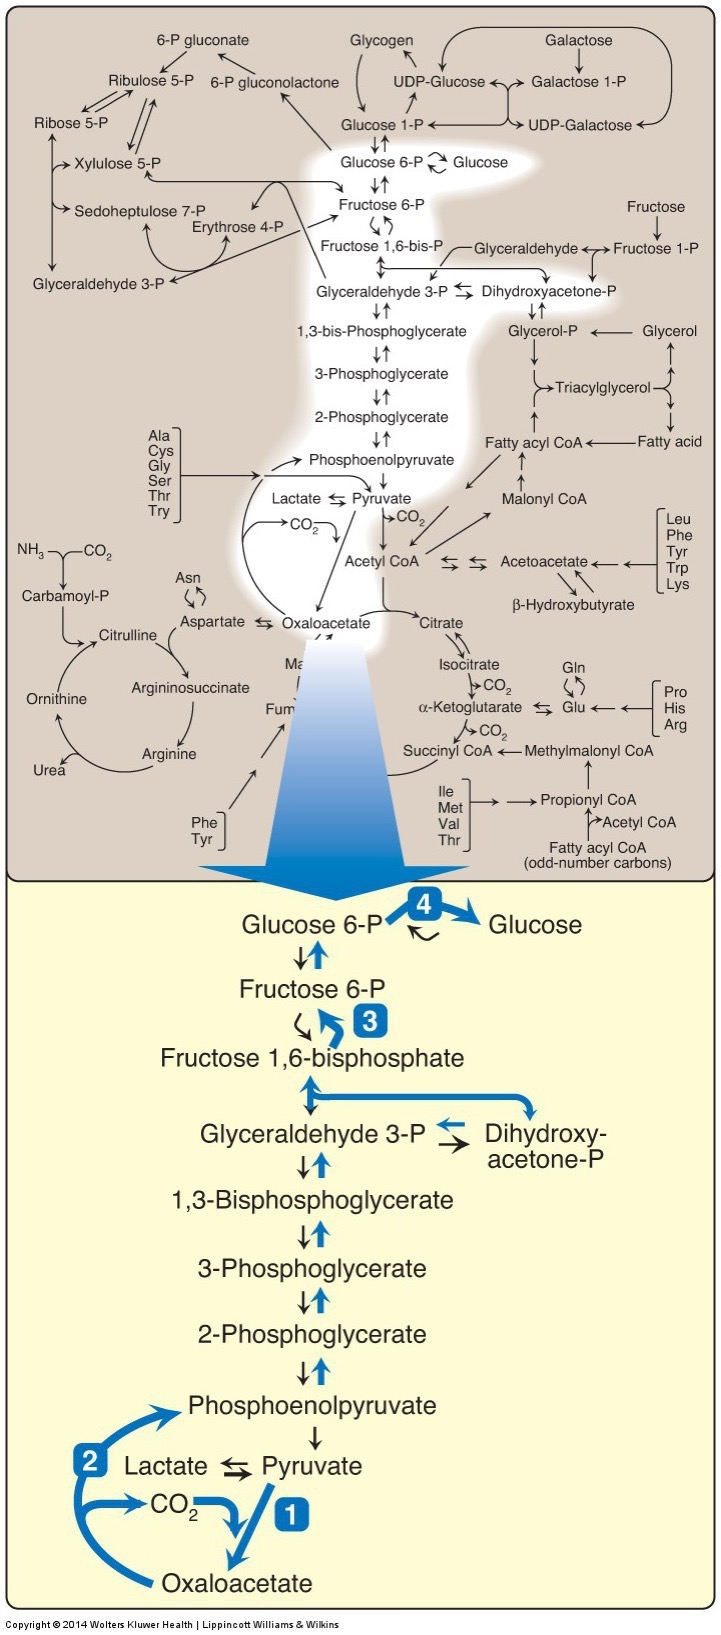 6-P gluconate
Glycogen
Galactose
Ribulose 5-P
6-P gluconolactone
UDP-Glucose
Galactose 1-P
Ribose 5-P
Glucose 1-P
UDP-Galactose
Xylulose 5-P
Glucose 6-P
Glucose
Fructose 6-P
Sedoheptulose 7-P
Erythrose 4-P
Fructose
Fructose 1,6-bis-P
Glyceraldehyde
Fructose 1-P
Glyceraldehyde 3-P
Glyceraldehyde 3-P
Dihydroxyacetone-P
1,3-bis-Phosphoglycerate
Glycerol-P
Glycerol
3-Phosphoglycerate
Triacylglycerol
2-Phosphoglycerate
Ala
Cys
Gly
Ser
Thr
Try
Fatty acyl CoA
Fatty acid
Phosphoenolpyruvate
Lactate
Pyruvate
Malonyl CoA
CO2
CO2
Leu
Phe
Tyr
Trp
Lys
NH3
CO2
Acetyl CoA
Acetoacetate
Carbamoyl-P
Asn
β-Hydroxybutyrate
Aspartate
Oxaloacetate
Citrate
Citrulline
Ma
Isocitrate
Gln
CO2
Ornithine
Argininosuccinate
Fum
α-Ketoglutarate
Glu
Pro
His
Arg
CO2
Arginine
Succinyl CoA
Methylmalonyl CoA
Urea
Ile
Met
Val
Thr
Propionyl CoA
Phe
Tyr
Acetyl CoA
Fatty acyl CoA
(odd-number carbons)
Glucose 6-P
4
Glucose
Fructose 6-P
3
Fructose 1,6-bisphosphate
Glyceraldehyde 3-P
Dihydroxy-
acetone-P
1,3-Bisphosphoglycerate
3-Phosphoglycerate
2-Phosphoglycerate
Phosphoenolpyruvate
2
Lactate
Pyruvate
CO2
1
Oxaloacetate
Copyright © 2014 Wolters Kluwer Health | Lippincott Williams & Wilkins